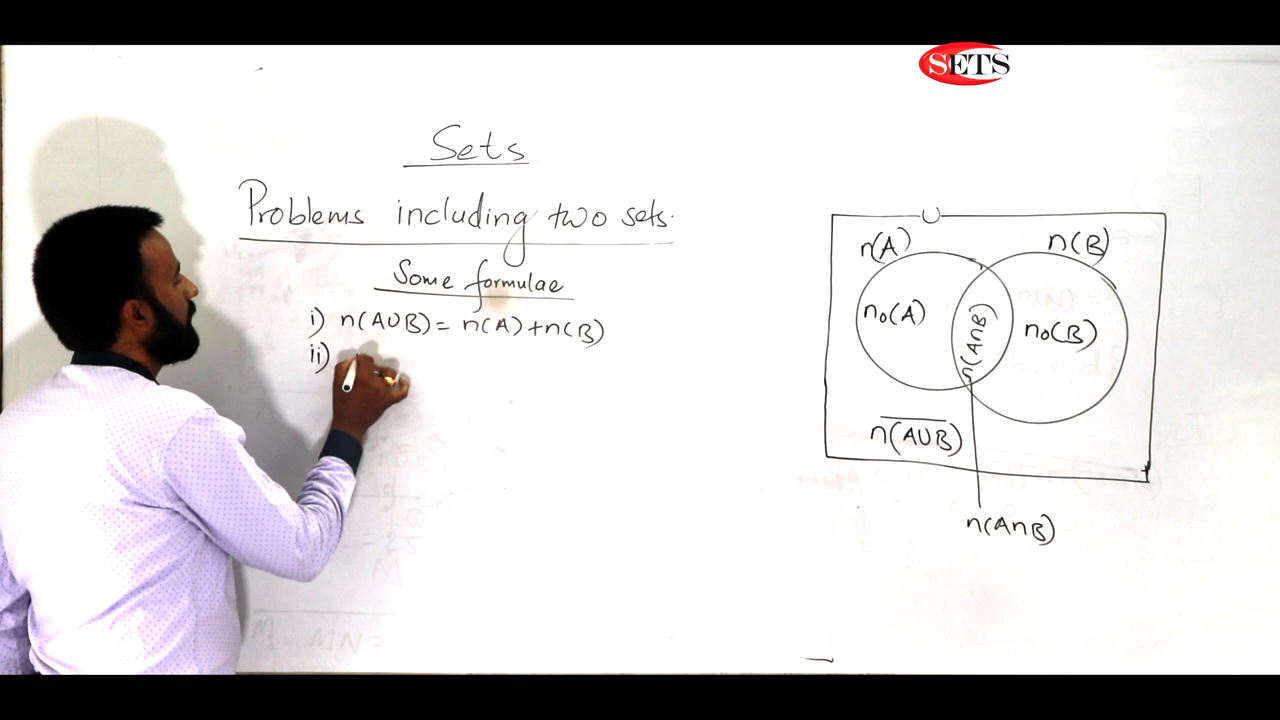 SETS
Sets
Problems including two sets.
Some formulae
i) n(A∪B) = n(A) + n(B)
ii)
∪
n(A)
n(B)
n₀(A)
n(A∩B)
n₀(B)
n(A̅∪̅B̅)
n(A∩B)